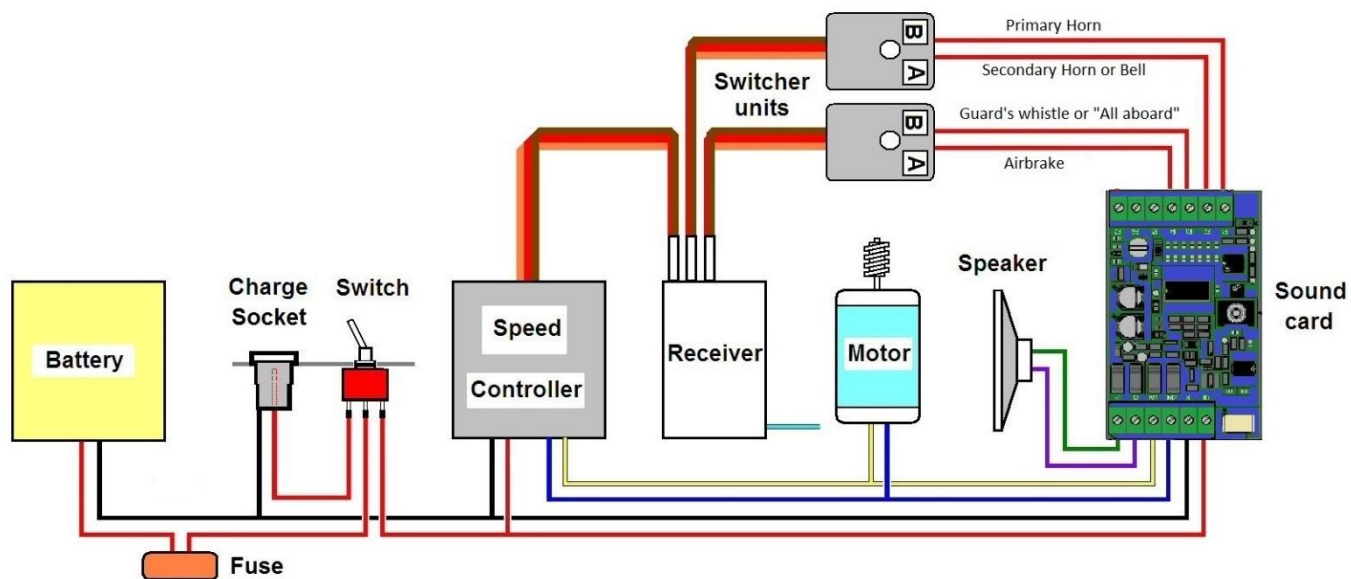 Primary Horn
B
A
Secondary Horn or Bell
Switcher
units
Guard's whistle or "All aboard"
B
A
Airbrake
Charge
Socket
Switch
Speaker
Sound
card
Battery
Speed
Controller
Receiver
Motor
Fuse